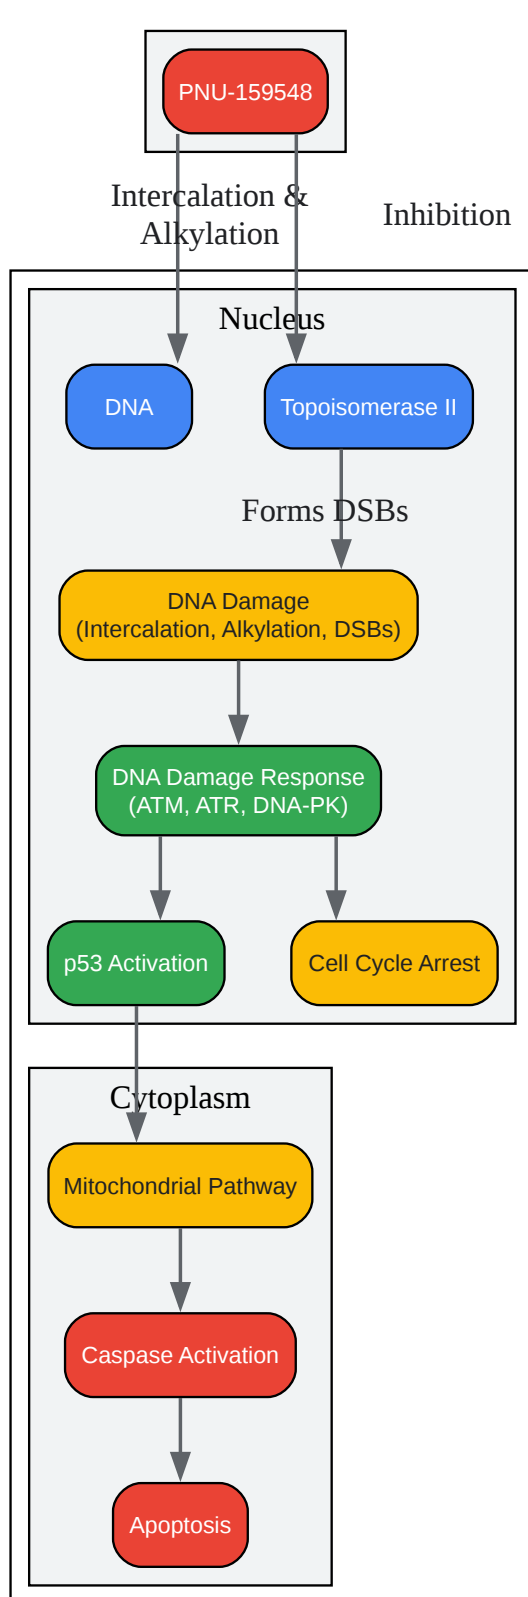 PNU-159548
Intercalation &
Alkylation
Inhibition
Nucleus
DNA
Topoisomerase II
Forms DSBs
DNA Damage
(Intercalation, Alkylation, DSBs)
DNA Damage Response
(ATM, ATR, DNA-PK)
p53 Activation
Cell Cycle Arrest
Cytoplasm
Mitochondrial Pathway
Caspase Activation
Apoptosis